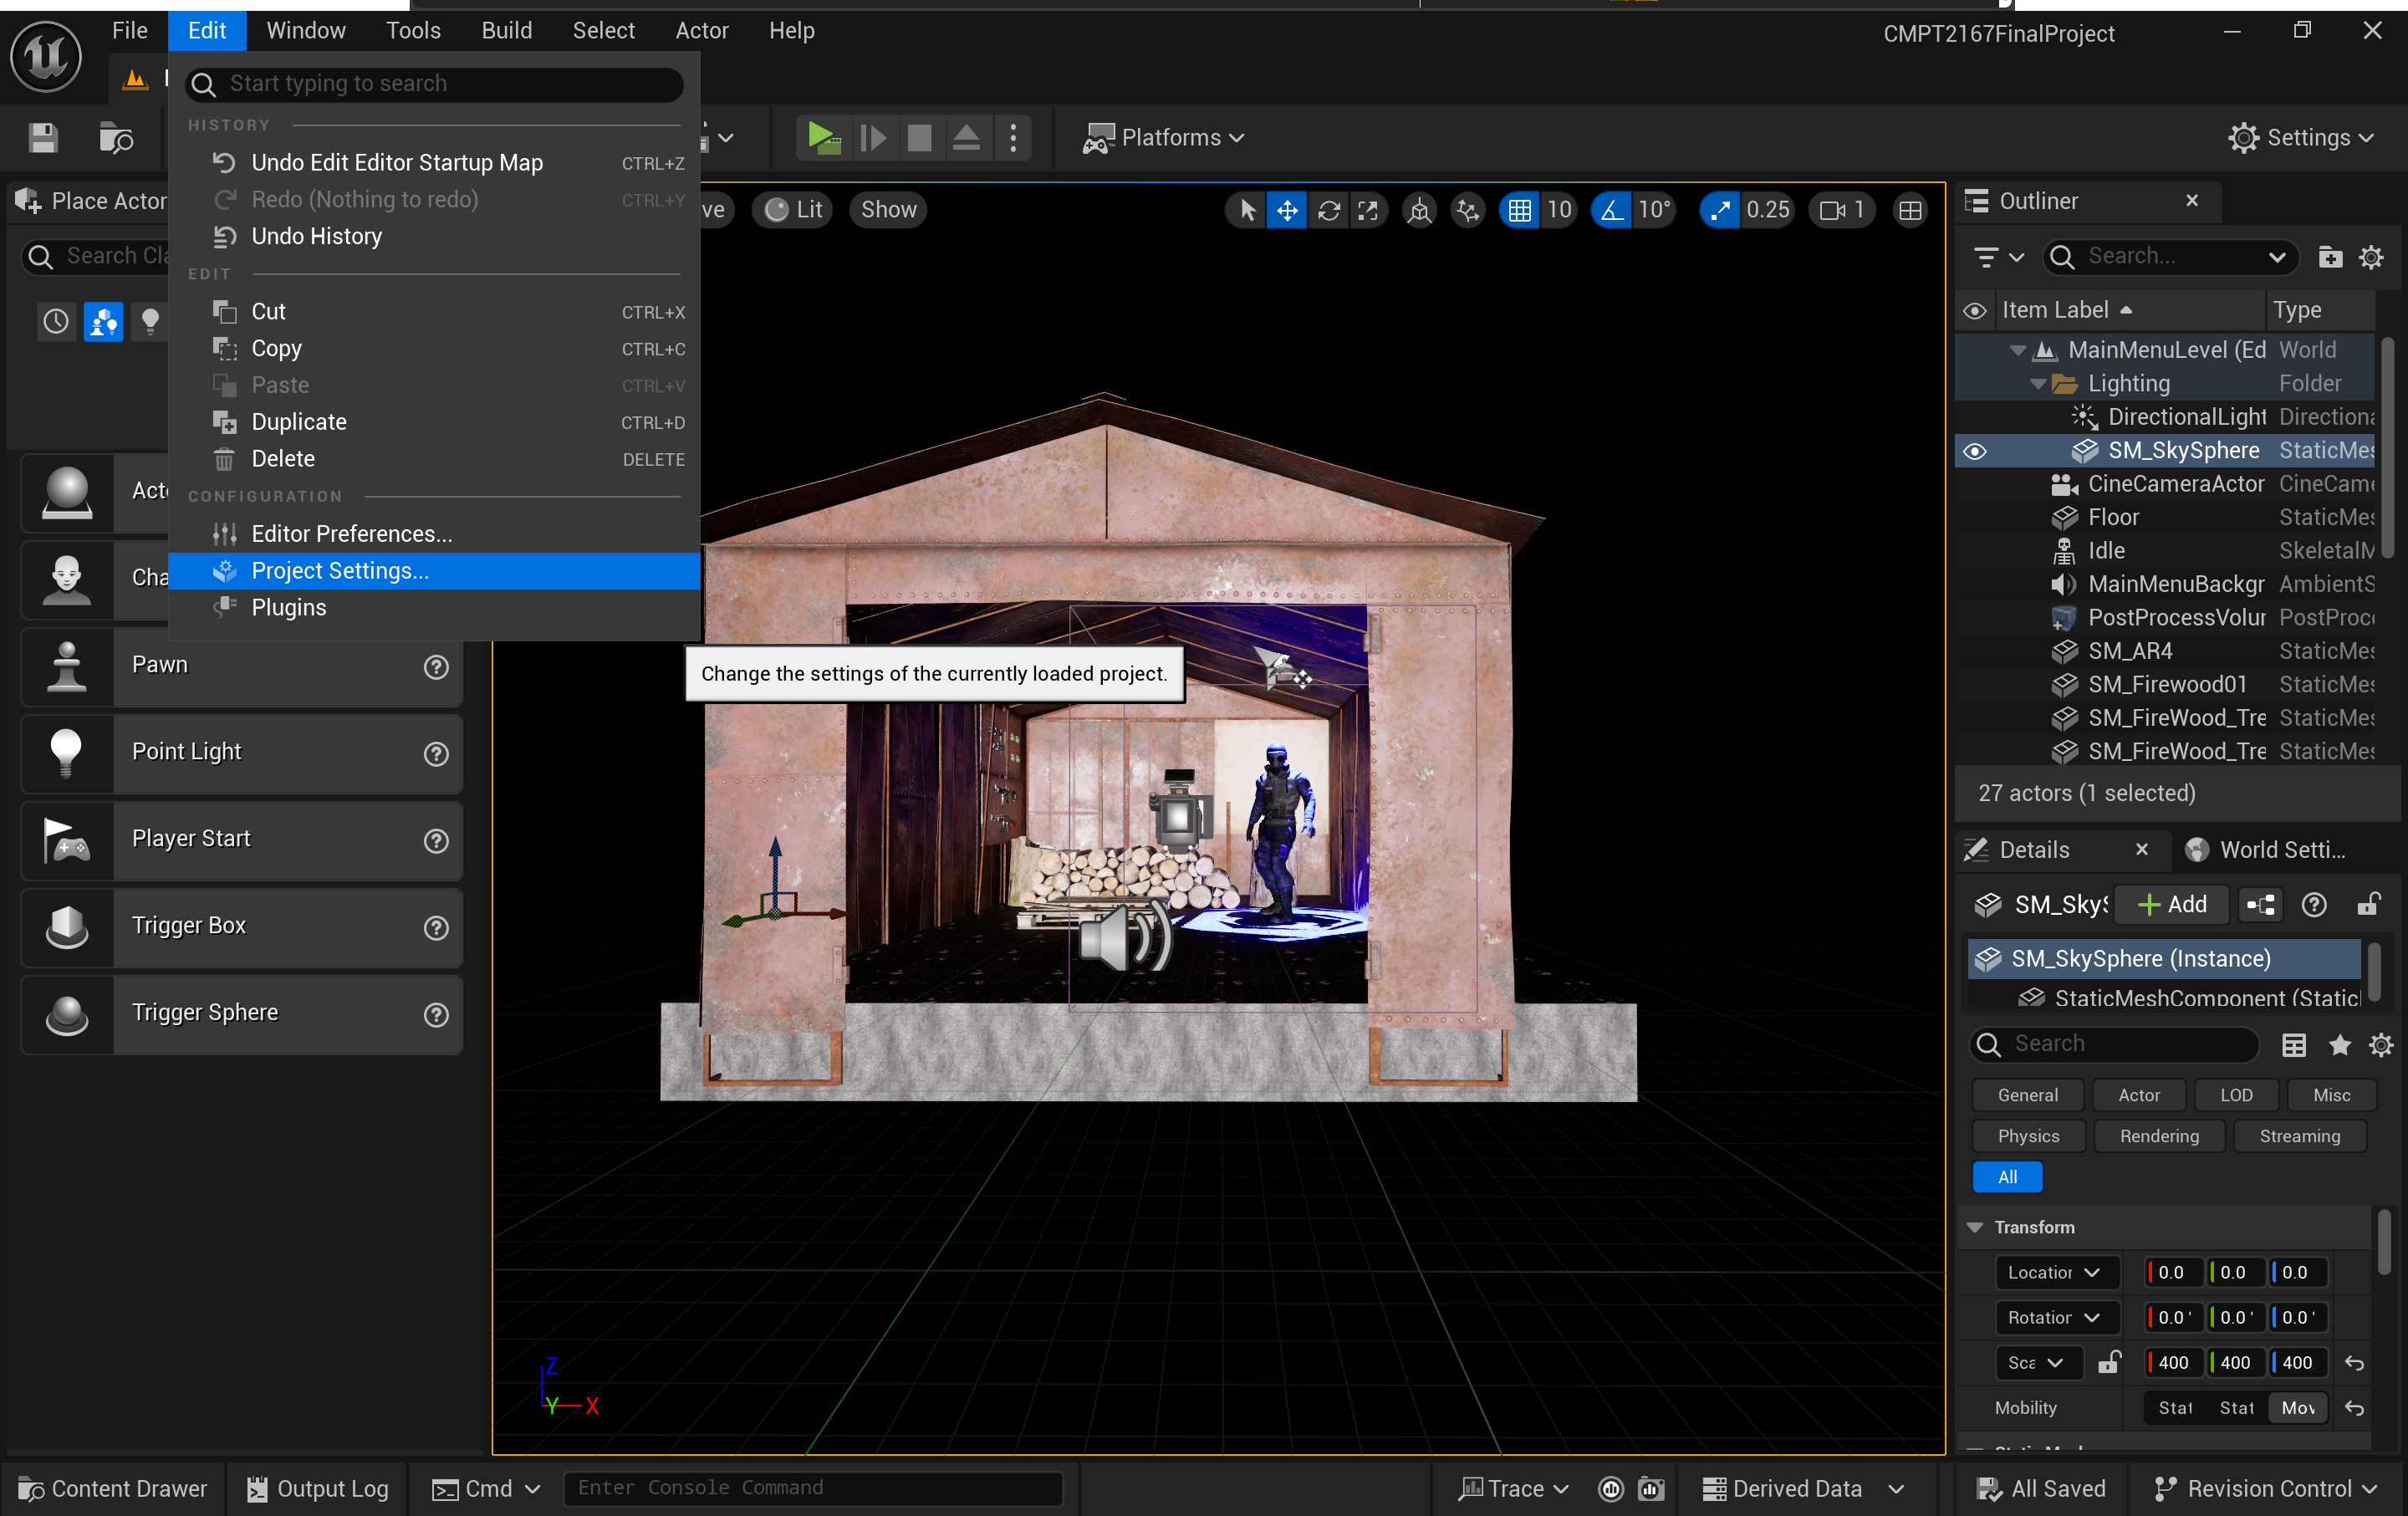 File Edit Window Tools Build Select Actor Help
CMPT2167FinalProject
Start typing to search
HISTORY
Undo Edit Editor Startup Map CTRL+Z
Redo (Nothing to redo) CTRL+Y
Undo History
EDIT
Cut CTRL+X
Copy CTRL+C
Paste CTRL+V
Duplicate CTRL+D
Delete DELETE
CONFIGURATION
Editor Preferences...
Project Settings...
Plugins
Change the settings of the currently loaded project.
Platforms
Settings
Place Actor
Search Cla
Acto
Cha
Pawn
Point Light
Player Start
Trigger Box
Trigger Sphere
ve Lit Show
10 10° 0.25 1
Z
Y X
Outliner
Search...
Item Label Type
MainMenuLevel (Ed World
Lighting Folder
DirectionalLight Directiona
SM_SkySphere StaticMes
CineCameraActor CineCame
Floor StaticMes
Idle SkeletalM
MainMenuBackgr AmbientS
PostProcessVolur PostProce
SM_AR4 StaticMes
SM_Firewood01 StaticMes
SM_FireWood_Tre StaticMes
SM_FireWood_Tre StaticMes
27 actors (1 selected)
Details World Setti...
SM_SkyS Add
SM_SkySphere (Instance)
StaticMeshComponent (Static
Search
General Actor LOD Misc
Physics Rendering Streaming
All
Transform
Location 0.0 0.0 0.0
Rotation 0.0° 0.0° 0.0°
Sca 400 400 400
Mobility Stat Stat Mov
Content Drawer Output Log Cmd Enter Console Command Trace Derived Data All Saved Revision Control